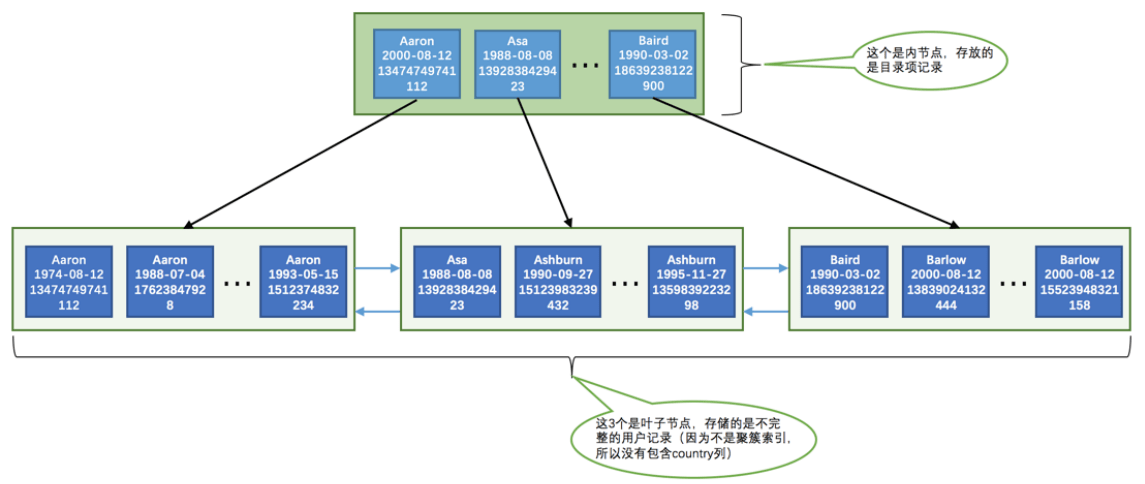 Aaron
2000-08-12
13474749741
112
Asa
1988-08-08
13928384294
23
...
Baird
1990-03-02
18639238122
900
这个是内节点，存放的
是目录项记录
Aaron
1974-08-12
13474749741
112
Aaron
1988-07-04
1762384792
8
...
Aaron
1993-05-15
1512374832
234
Asa
1988-08-08
13928384294
23
Ashburn
1990-09-27
15123983239
432
...
Ashburn
1995-11-27
13598392232
98
Baird
1990-03-02
18639238122
900
Barlow
2000-08-12
13839024132
444
...
Barlow
2000-08-12
15523948321
158
这3个是叶子节点，存储的是不完
整的用户记录（因为不是聚簇索引，
所以没有包含country列）